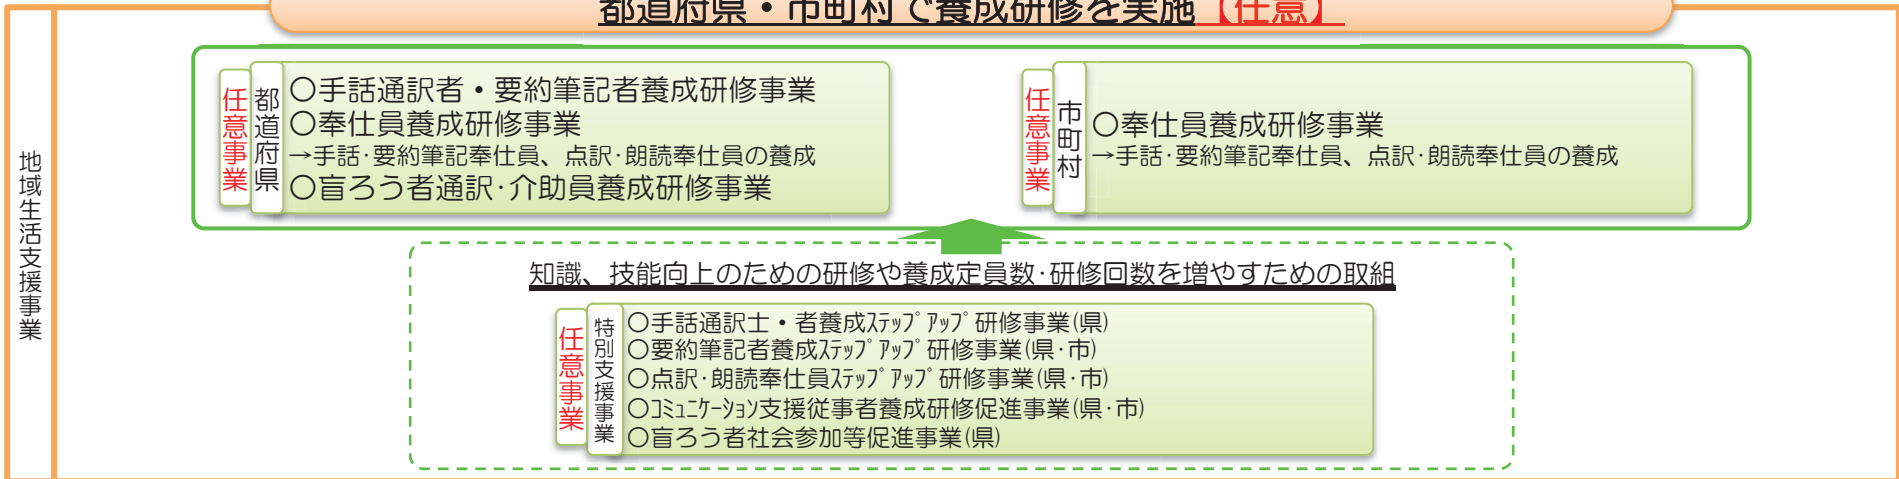 都道府県・市町村で養成研修を実施【任意】
地域生活支援事業
任意事業
都道府県
〇手話通訳者・要約筆記者養成研修事業
〇奉仕員養成研修事業
→手話･要約筆記奉仕員、点訳･朗読奉仕員の養成
〇盲ろう者通訳･介助員養成研修事業
任意事業
市町村
〇奉仕員養成研修事業
→手話･要約筆記奉仕員、点訳･朗読奉仕員の養成
知識、技能向上のための研修や養成定員数･研修回数を増やすための取組
任意事業
特別支援事業
〇手話通訳士・者養成ｽﾃｯﾌﾟｱｯﾌﾟ研修事業(県)
〇要約筆記者養成ｽﾃｯﾌﾟｱｯﾌﾟ研修事業(県･市)
〇点訳･朗読奉仕員ｽﾃｯﾌﾟｱｯﾌﾟ研修事業(県･市)
〇ｺﾐｭﾆｹｰｼｮﾝ支援従事者養成研修促進事業(県･市)
〇盲ろう者社会参加等促進事業(県)